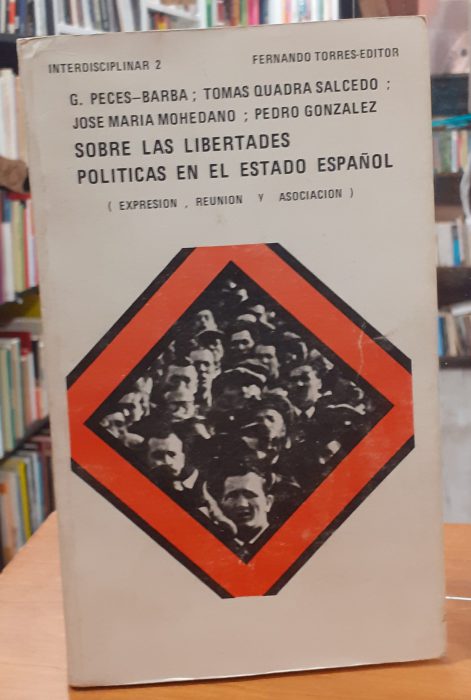 INTERDISCIPLINAR 2
FERNANDO TORRES-EDITOR
G. PECES-BARBA ; TOMAS QUADRA SALCEDO ;
JOSE MARIA MOHEDANO ; PEDRO GONZALEZ
SOBRE LAS LIBERTADES
POLITICAS EN EL ESTADO ESPAÑOL
( EXPRESION , REUNION Y ASOCIACION )